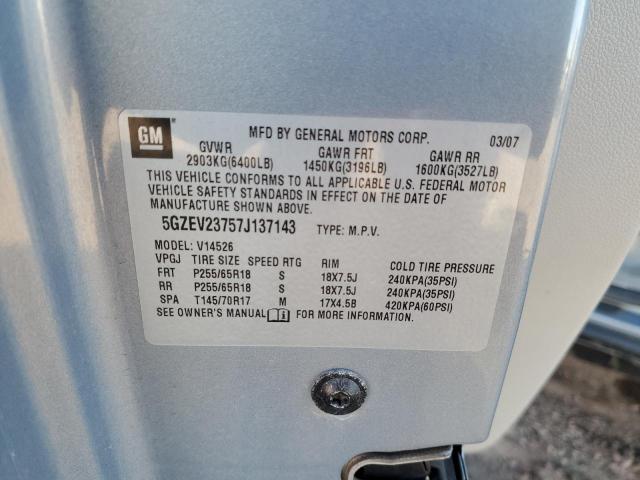 GM
MFD BY GENERAL MOTORS CORP. 03/07
GVWR GAWR FRT GAWR RR
2903KG(6400LB) 1450KG(3196LB) 1600KG(3527LB)
THIS VEHICLE CONFORMS TO ALL APPLICABLE U.S. FEDERAL MOTOR
VEHICLE SAFETY STANDARDS IN EFFECT ON THE DATE OF
MANUFACTURE SHOWN ABOVE.
5GZEV23757J137143 TYPE: M.P.V.
MODEL: V14526
VPGJ TIRE SIZE SPEED RTG RIM COLD TIRE PRESSURE
FRT P255/65R18 S 18X7.5J 240KPA(35PSI)
RR P255/65R18 S 18X7.5J 240KPA(35PSI)
SPA T145/70R17 M 17X4.5B 420KPA(60PSI)
SEE OWNER'S MANUAL FOR MORE INFORMATION.